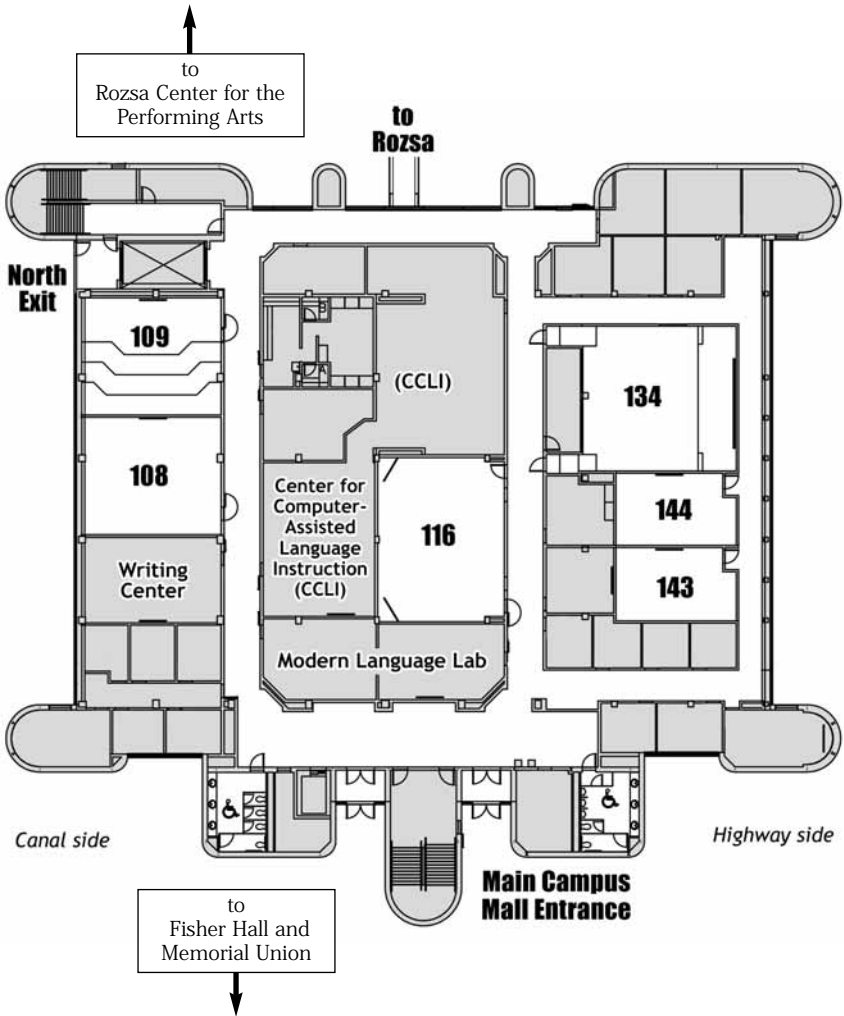 to
Rozsa Center for the
Performing Arts
to
Rozsa
North
Exit
109
B
A
(CCLI)
134
108
Center for
Computer-
Assisted
Language
Instruction
(CCLI)
116
144
Writing
Center
143
Modern Language Lab
Canal side
Highway side
Main Campus
Mall Entrance
to
Fisher Hall and
Memorial Union